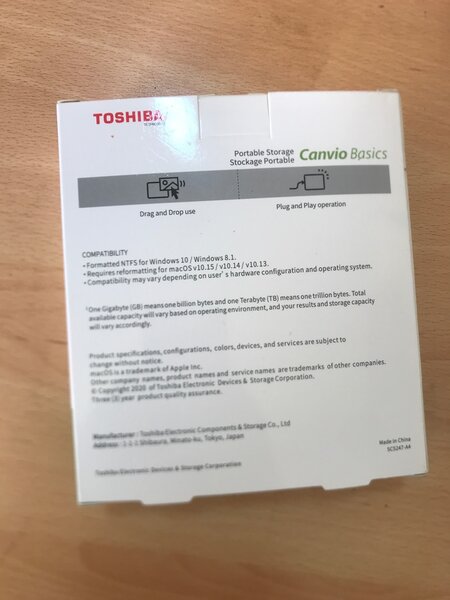 TOSHIBA
Portable Storage
Stockage Portable
Canvio Basics
Drag and Drop use
Plug and Play operation
COMPATIBILITY
• Formatted NTFS for Windows 10 / Windows 8.1.
• Requires reformatting for macOS v10.15 / v10.14 / v10.13.
• Compatibility may vary depending on user's hardware configuration and operating system.
¹One Gigabyte (GB) means one billion bytes and one Terabyte (TB) means one trillion bytes. Total
available capacity will vary based on operating environment, and your results and storage capacity
will vary accordingly.
Product specifications, configurations, colors, devices, and services are subject to
change without notice.
macOS is a trademark of Apple Inc.
Other company names, product names and service names are trademarks of other companies.
© Copyright 2020 of Toshiba Electronic Devices & Storage Corporation.
Three (3) year product quality assurance.
Manufacturer : Toshiba Electronic Components & Storage Co., Ltd
Address : 1-1-1 Shibaura, Minato-ku, Tokyo, Japan
Made in China
SC5247-A4
Toshiba Electronic Devices & Storage Corporation